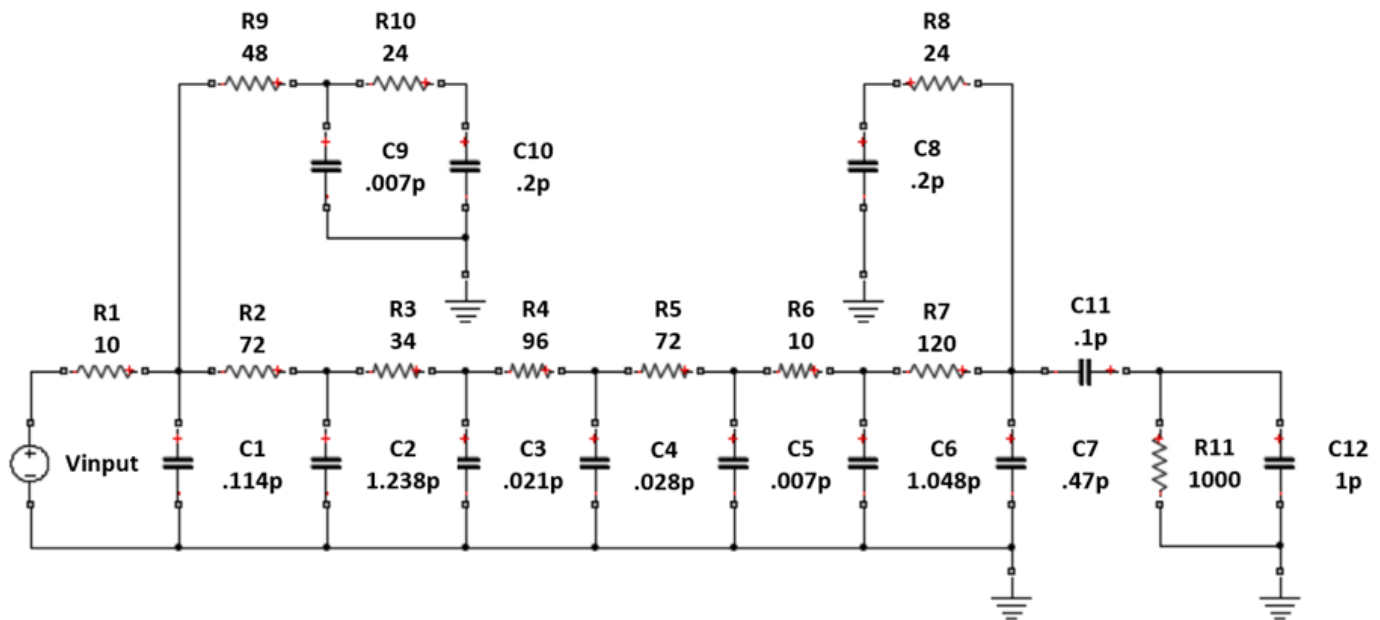 R9
48
R10
24
R8
24
C9
.007p
C10
.2p
C8
.2p
R1
10
R2
72
R3
34
R4
96
R5
72
R6
10
R7
120
C11
.1p
+
−
Vinput
C1
.114p
C2
1.238p
C3
.021p
C4
.028p
C5
.007p
C6
1.048p
C7
.47p
R11
1000
C12
1p